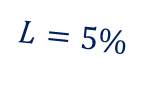 L = 5%